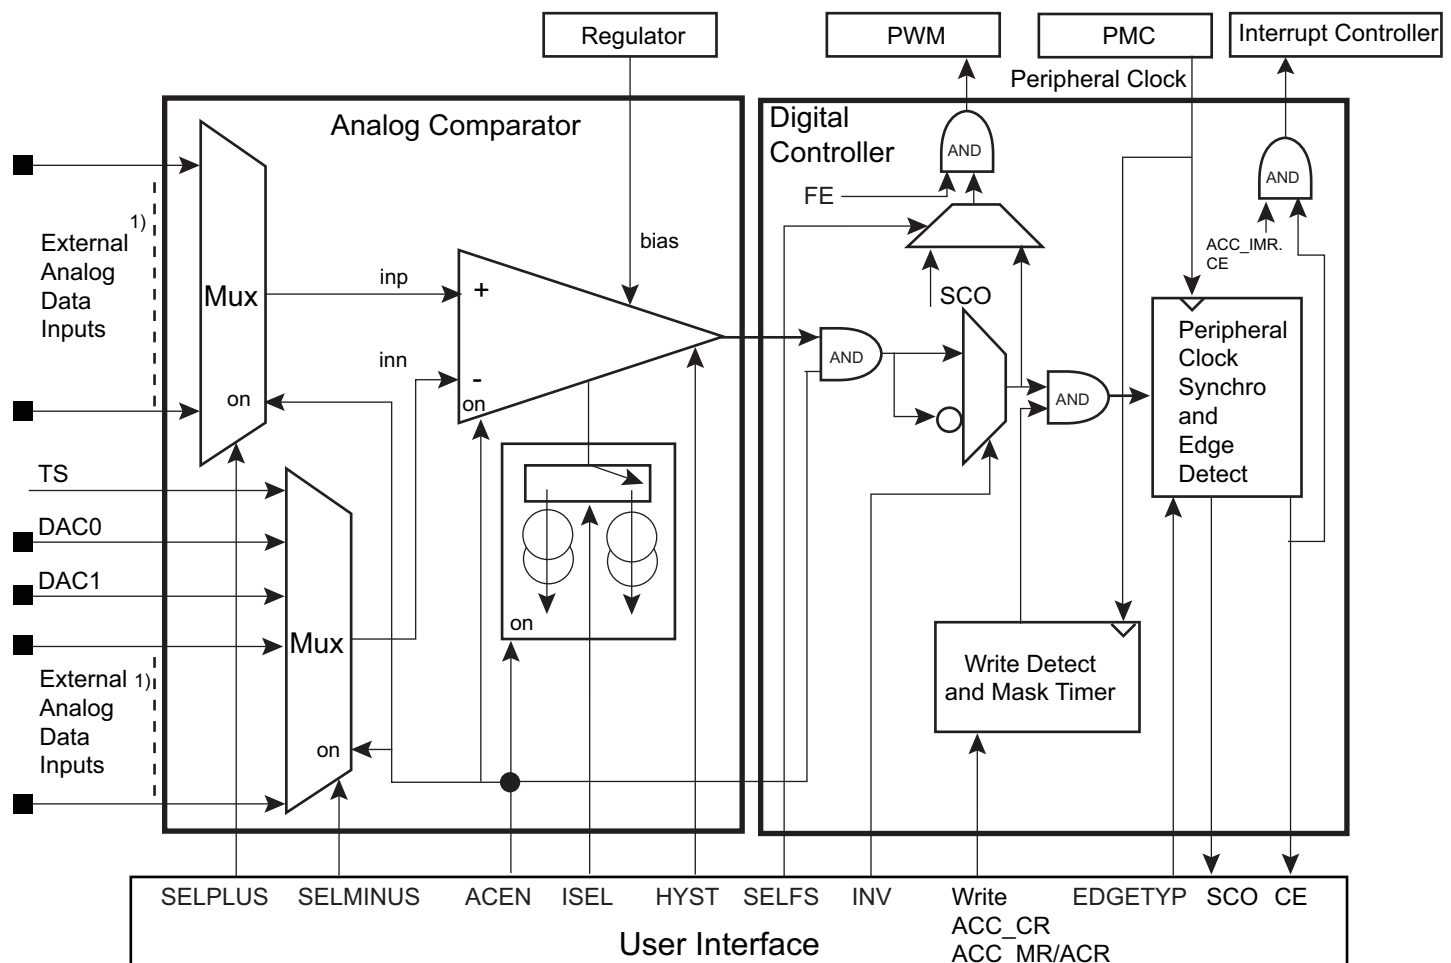 Regulator
PWM
PMC
Interrupt Controller
Peripheral Clock
Analog Comparator
Digital
Controller
AND
AND
FE
1)
External
Analog
Data
Inputs
bias
ACC_IMR.
CE
Mux
inp
+
SCO
inn
AND
Peripheral
Clock
Synchro
and
Edge
Detect
-
on
on
AND
TS
DAC0
DAC1
on
Mux
Write Detect
and Mask Timer
External 1)
Analog
Data
Inputs
on
SELPLUS
SELMINUS
ACEN
ISEL
HYST
SELFS
INV
Write
ACC_CR
ACC_MR/ACR
EDGETYP
SCO
CE
User Interface